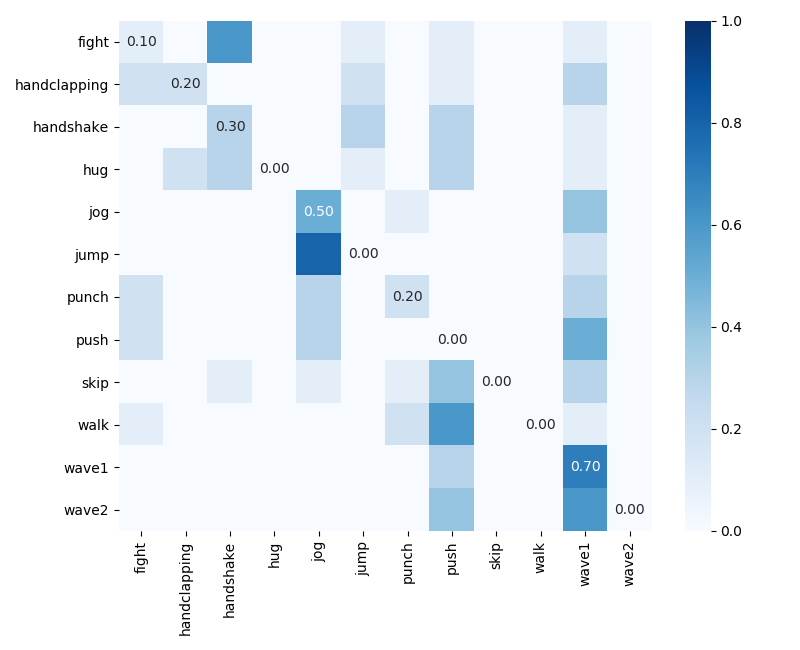 fight 0.10
handclapping 0.20
handshake 0.30
hug 0.00
jog 0.50
jump 0.00
punch 0.20
push 0.00
skip 0.00
walk 0.00
wave1 0.70
wave2 0.00
fight handclapping handshake hug jog jump punch push skip walk wave1 wave2
1.0
0.8
0.6
0.4
0.2
0.0